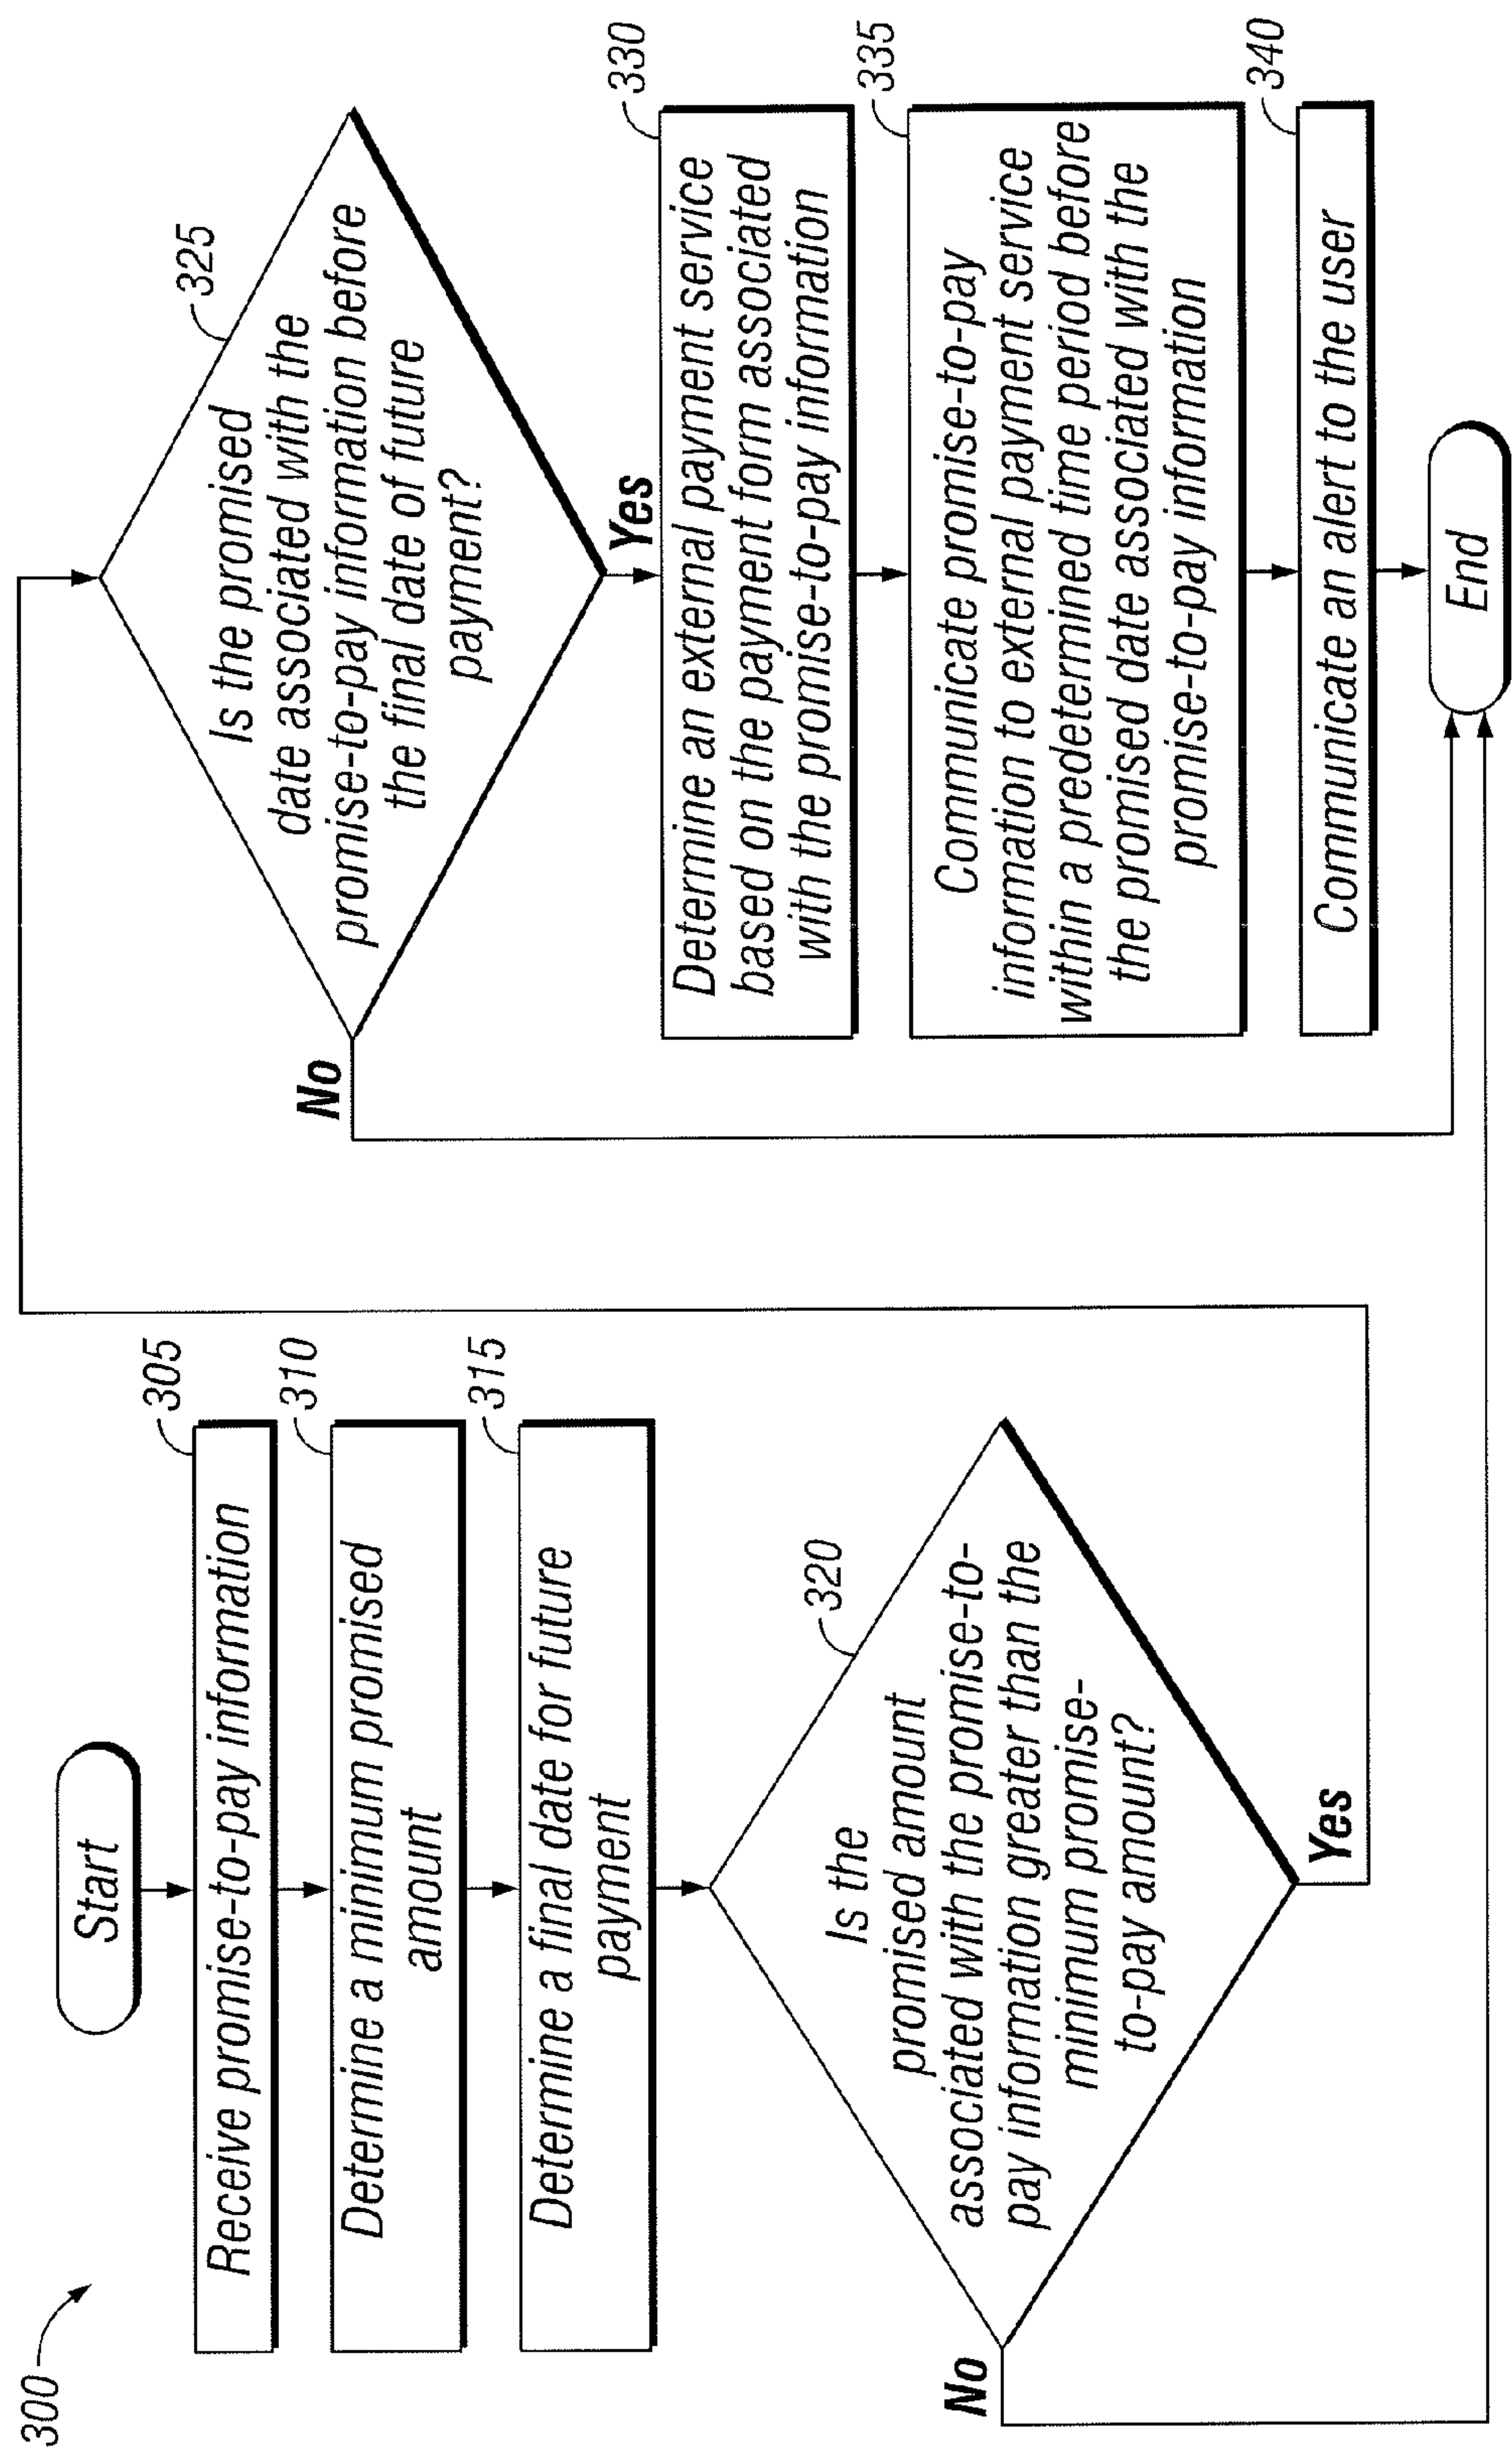 300
Start
305
Receive promise-to-pay information
310
Determine a minimum promised
amount
315
Determine a final date for future
payment
320
Is the
promised amount
associated with the promise-to-
pay information greater than the
minimum promise-
to-pay amount?
No
Yes
325
Is the promised
date associated with the
promise-to-pay information before
the final date of future
payment?
No
Yes
330
Determine an external payment service
based on the payment form associated
with the promise-to-pay information
335
Communicate promise-to-pay
information to external payment service
within a predetermined time period before
the promised date associated with the
promise-to-pay information
340
Communicate an alert to the user
End